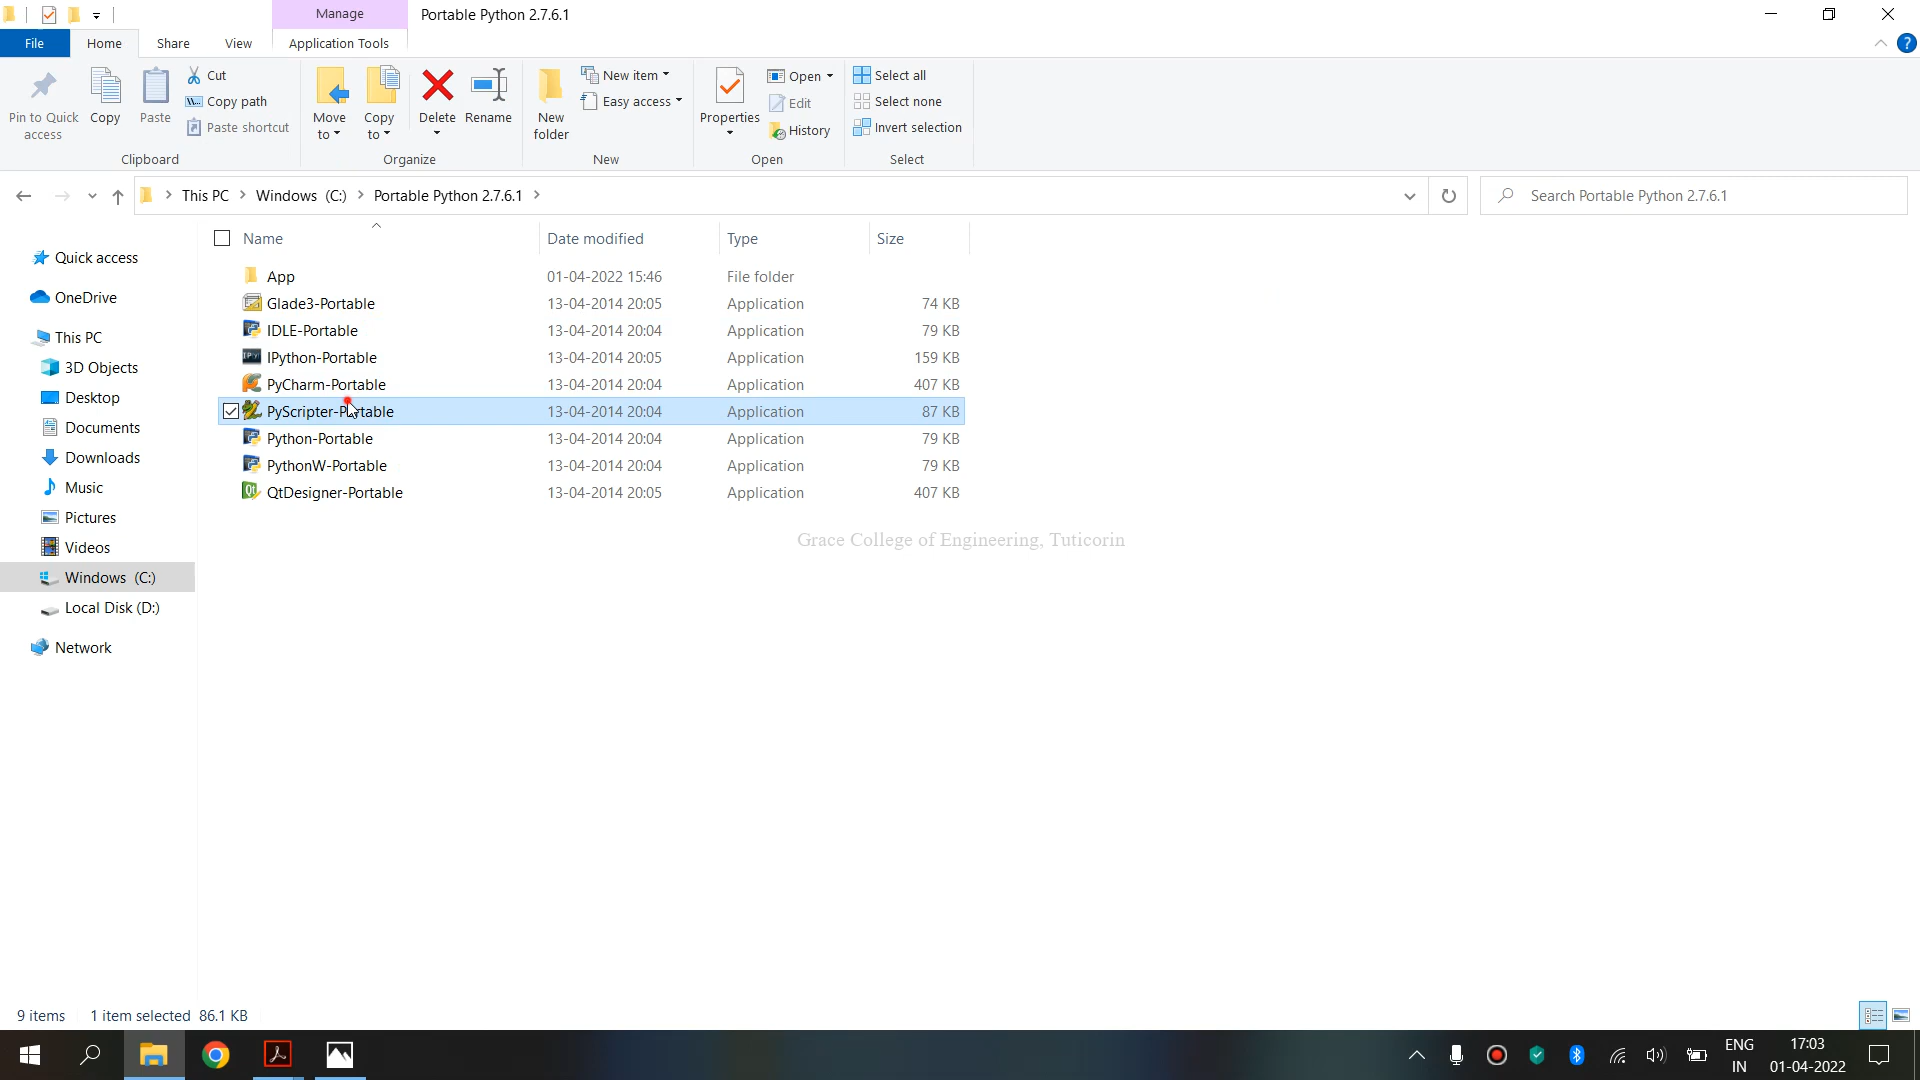 Manage
Portable Python 2.7.6.1
File
Home
Share
View
Application Tools
Pin to Quick access
Copy
Paste
Cut
Copy path
Paste shortcut
Clipboard
Move to
Copy to
Delete
Rename
Organize
New folder
New item
Easy access
New
Properties
Open
Edit
History
Open
Select all
Select none
Invert selection
Select
This PC > Windows (C:) > Portable Python 2.7.6.1 >
Search Portable Python 2.7.6.1
Name Date modified Type Size
App 01-04-2022 15:46 File folder
Glade3-Portable 13-04-2014 20:05 Application 74 KB
IDLE-Portable 13-04-2014 20:04 Application 79 KB
IPython-Portable 13-04-2014 20:05 Application 159 KB
PyCharm-Portable 13-04-2014 20:04 Application 407 KB
PyScripter-Portable 13-04-2014 20:04 Application 87 KB
Python-Portable 13-04-2014 20:04 Application 79 KB
PythonW-Portable 13-04-2014 20:04 Application 79 KB
QtDesigner-Portable 13-04-2014 20:05 Application 407 KB
Quick access
OneDrive
This PC
3D Objects
Desktop
Documents
Downloads
Music
Pictures
Videos
Windows (C:)
Local Disk (D:)
Network
Grace College of Engineering, Tuticorin
9 items 1 item selected 86.1 KB
ENG
IN
17:03
01-04-2022